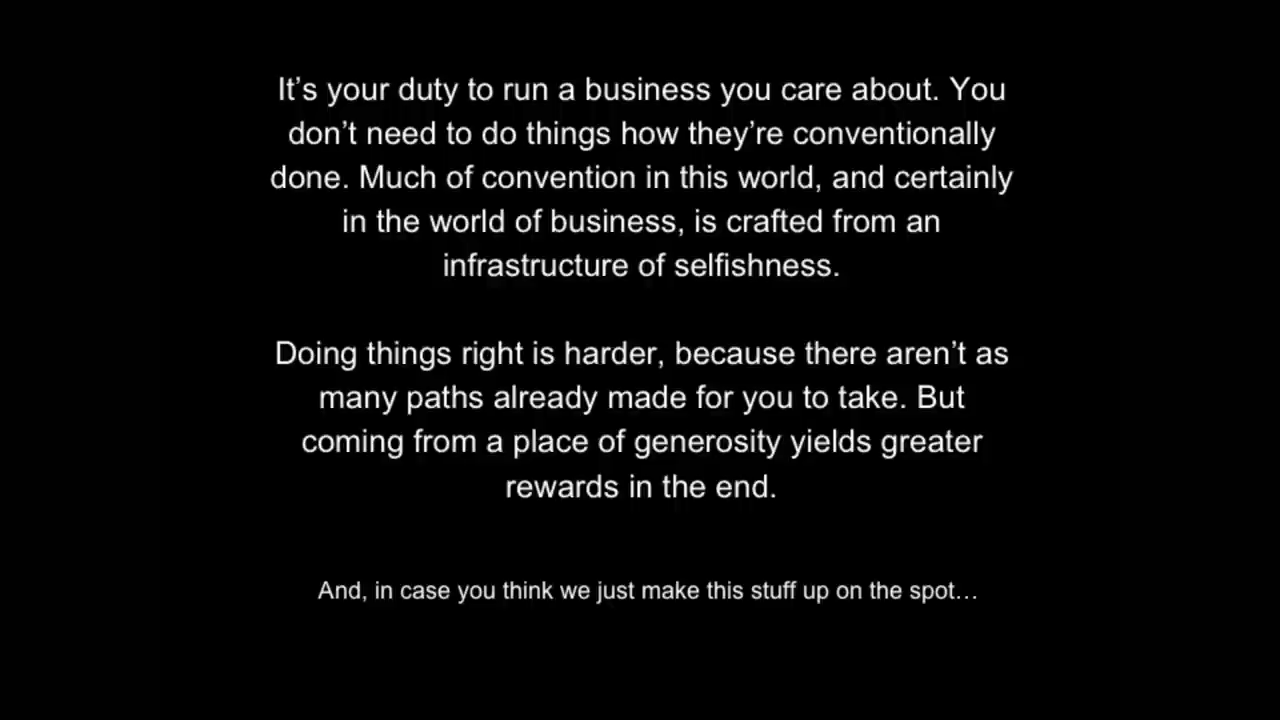 It’s your duty to run a business you care about. You
don’t need to do things how they’re conventionally
done. Much of convention in this world, and certainly
in the world of business, is crafted from an
infrastructure of selfishness.
Doing things right is harder, because there aren’t as
many paths already made for you to take. But
coming from a place of generosity yields greater
rewards in the end.
And, in case you think we just make this stuff up on the spot…